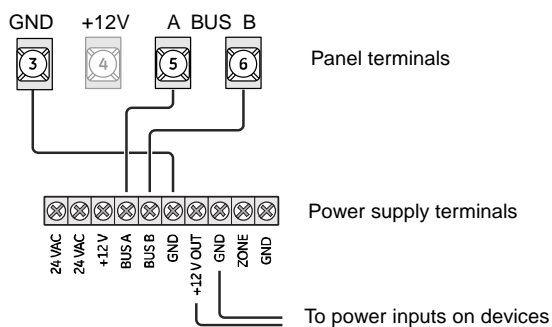 GND +12V A BUS B
3 4 5 6
Panel terminals
Power supply terminals
24 VAC
24 VAC
+12 V
BUS A
BUS B
GND
+12 V OUT
GND
ZONE
GND
To power inputs on devices